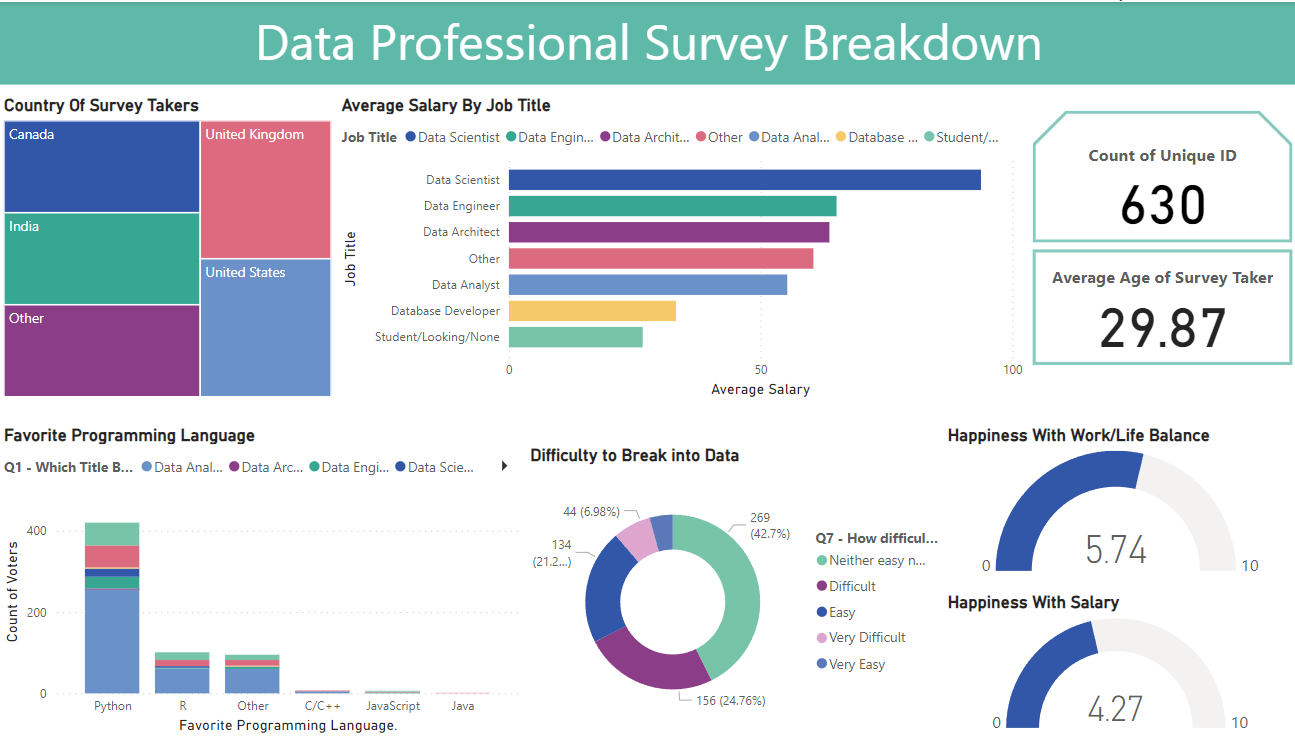 Data Professional Survey Breakdown
Country Of Survey Takers
Canada
United Kingdom
India
United States
Other
Average Salary By Job Title
Job Title Data Scientist Data Engin... Data Archit... Other Data Anal... Database ... Student/...
Job Title
Data Scientist
Data Engineer
Data Architect
Other
Data Analyst
Database Developer
Student/Looking/None
0 50 100
Average Salary
Count of Unique ID
630
Average Age of Survey Taker
29.87
Favorite Programming Language
Q1 - Which Title B... Data Anal... Data Arc... Data Engi... Data Scie...
Count of Voters
400
200
0
Python R Other C/C++ JavaScript Java
Favorite Programming Language.
Difficulty to Break into Data
44 (6.98%)
269
(42.7%)
134
(21.2...)
156 (24.76%)
Q7 - How difficul...
Neither easy n...
Difficult
Easy
Very Difficult
Very Easy
Happiness With Work/Life Balance
5.74
0 10
Happiness With Salary
4.27
0 10